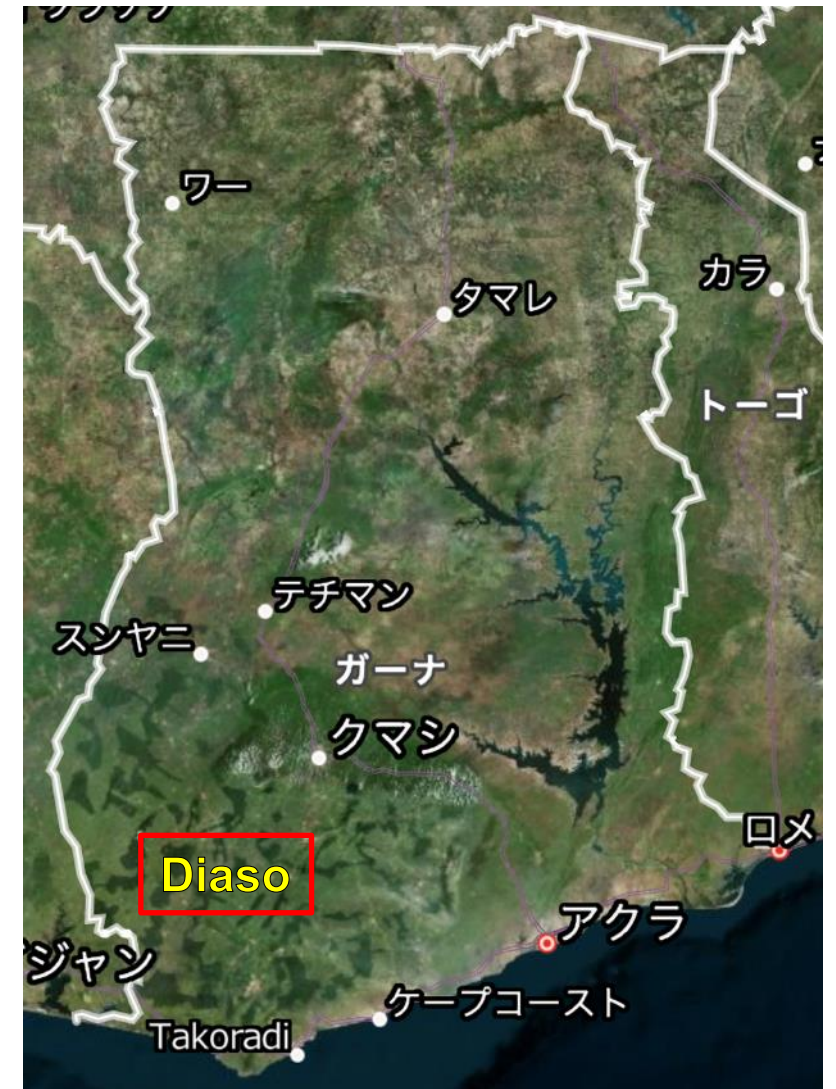 ワー
カラ
タマレ
トーゴ
テチマン
スンヤニ
ガーナ
クマシ
ロメ
Diaso
アクラ
ジャン
ケープコースト
Takoradi